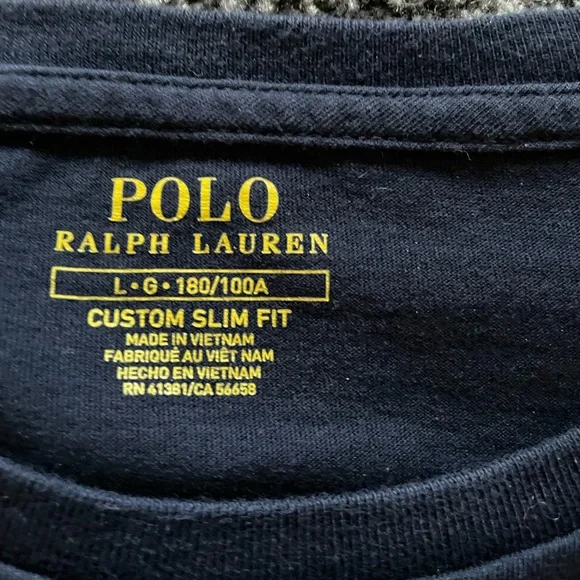 POLO
RALPH LAUREN
L•G•180/100A
CUSTOM SLIM FIT
MADE IN VIETNAM
FABRIQUÉ AU VIÊT NAM
HECHO EN VIETNAM
RN 41381/CA 56658